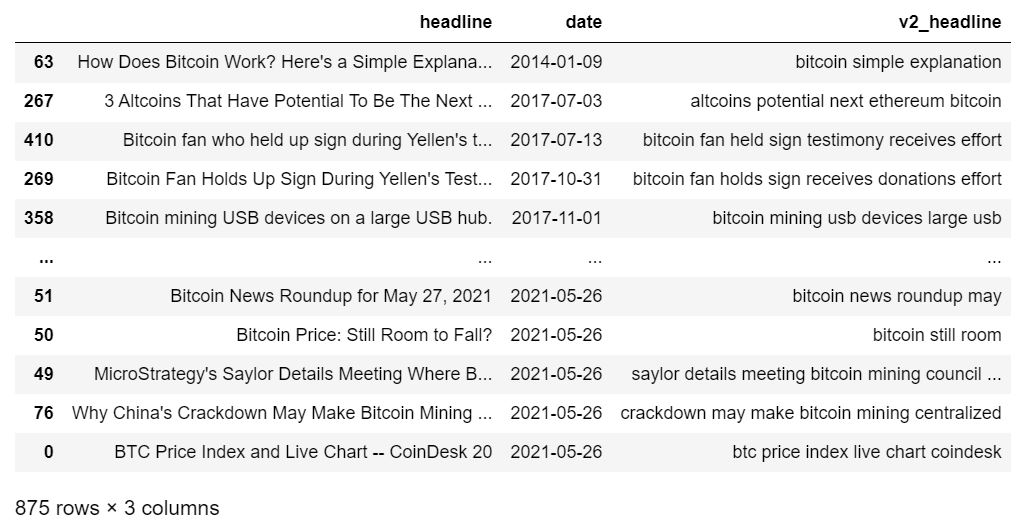 headline date v2_headline
63 How Does Bitcoin Work? Here's a Simple Explana... 2014-01-09 bitcoin simple explanation
267 3 Altcoins That Have Potential To Be The Next ... 2017-07-03 altcoins potential next ethereum bitcoin
410 Bitcoin fan who held up sign during Yellen's t... 2017-07-13 bitcoin fan held sign testimony receives effort
269 Bitcoin Fan Holds Up Sign During Yellen's Test... 2017-10-31 bitcoin fan holds sign receives donations effort
358 Bitcoin mining USB devices on a large USB hub. 2017-11-01 bitcoin mining usb devices large usb
... ... ... ...
51 Bitcoin News Roundup for May 27, 2021 2021-05-26 bitcoin news roundup may
50 Bitcoin Price: Still Room to Fall? 2021-05-26 bitcoin still room
49 MicroStrategy's Saylor Details Meeting Where B... 2021-05-26 saylor details meeting bitcoin mining council ...
76 Why China's Crackdown May Make Bitcoin Mining ... 2021-05-26 crackdown may make bitcoin mining centralized
0 BTC Price Index and Live Chart -- CoinDesk 20 2021-05-26 btc price index live chart coindesk
875 rows × 3 columns